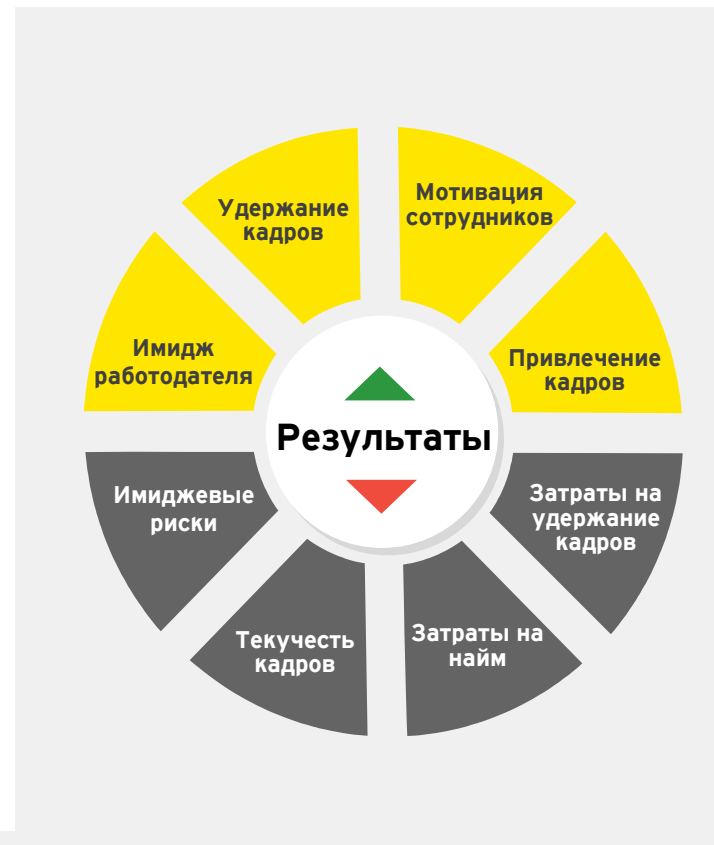 Удержание
кадров
Мотивация
сотрудников
Имидж
работодателя
Привлечение
кадров
Результаты
Имиджевые
риски
Затраты на
удержание
кадров
Текучесть
кадров
Затраты на
найм